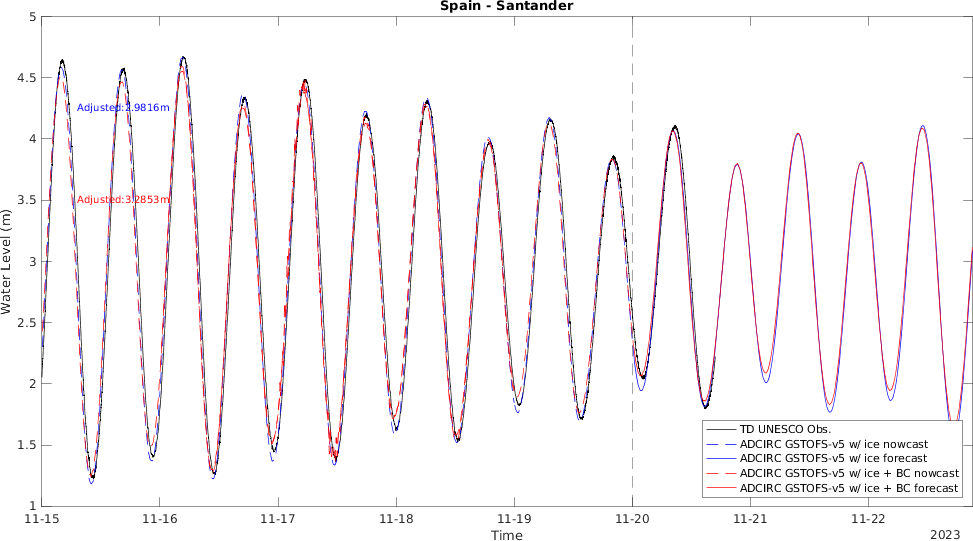 Spain - Santander
Water Level (m)
5
4.5
4
3.5
3
2.5
2
1.5
1
Adjusted:2.9816m
Adjusted:3.2853m
TD UNESCO Obs.
ADCIRC GSTOFS-v5 w/ ice nowcast
ADCIRC GSTOFS-v5 w/ ice forecast
ADCIRC GSTOFS-v5 w/ ice + BC nowcast
ADCIRC GSTOFS-v5 w/ ice + BC forecast
11-15 11-16 11-17 11-18 11-19 11-20 11-21 11-22
Time
2023